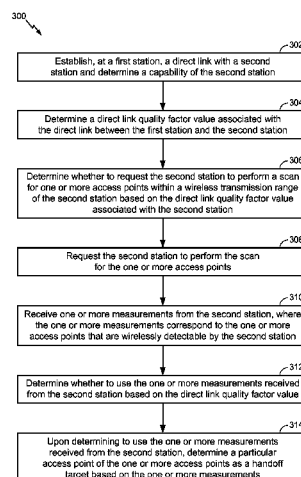 300
302
Establish, at a first station, a direct link with a second
station and determine a capability of the second station
304
Determine a direct link quality factor value associated with
the direct link between the first station and the second station
306
Determine whether to request the second station to perform a scan
for one or more access points within a wireless transmission range
of the second station based on the direct link quality factor value
associated with the second station
308
Request the second station to perform the scan
for the one or more access points
310
Receive one or more measurements from the second station, where
the one or more measurements correspond to the one or more
access points that are wirelessly detectable by the second station
312
Determine whether to use the one or more measurements received
from the second station based on the direct link quality factor value
314
Upon determining to use the one or more measurements
received from the second station, determine a particular
access point of the one or more access points as a handoff
target based on the one or more measurements